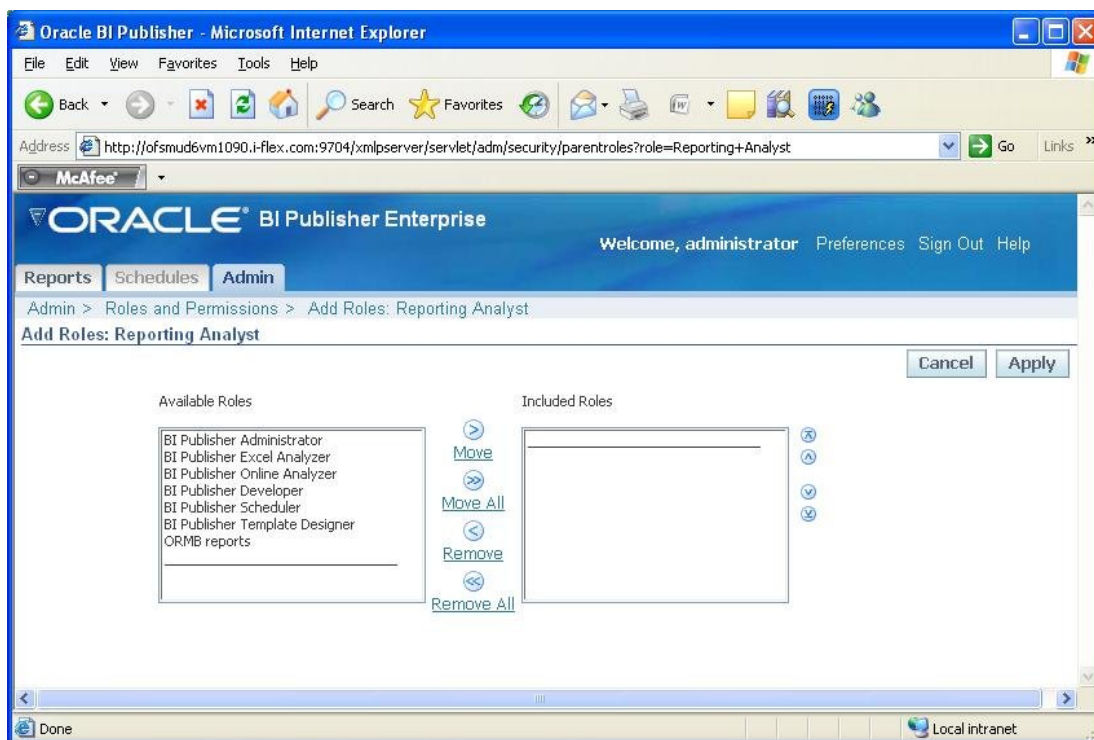 Oracle BI Publisher - Microsoft Internet Explorer
File Edit View Favorites Tools Help
Back Search Favorites
Address http://ofsmud6vm1090.i-flex.com:9704/xmlpserver/servlet/adm/security/parentroles?role=Reporting+Analyst Go Links »
McAfee
ORACLE BI Publisher Enterprise
Welcome, administrator Preferences Sign Out Help
Reports Schedules Admin
Admin > Roles and Permissions > Add Roles: Reporting Analyst
Add Roles: Reporting Analyst
Cancel Apply
Available Roles
BI Publisher Administrator
BI Publisher Excel Analyzer
BI Publisher Online Analyzer
BI Publisher Developer
BI Publisher Scheduler
BI Publisher Template Designer
ORMB reports
Move
Move All
Remove
Remove All
Included Roles
Done Local intranet